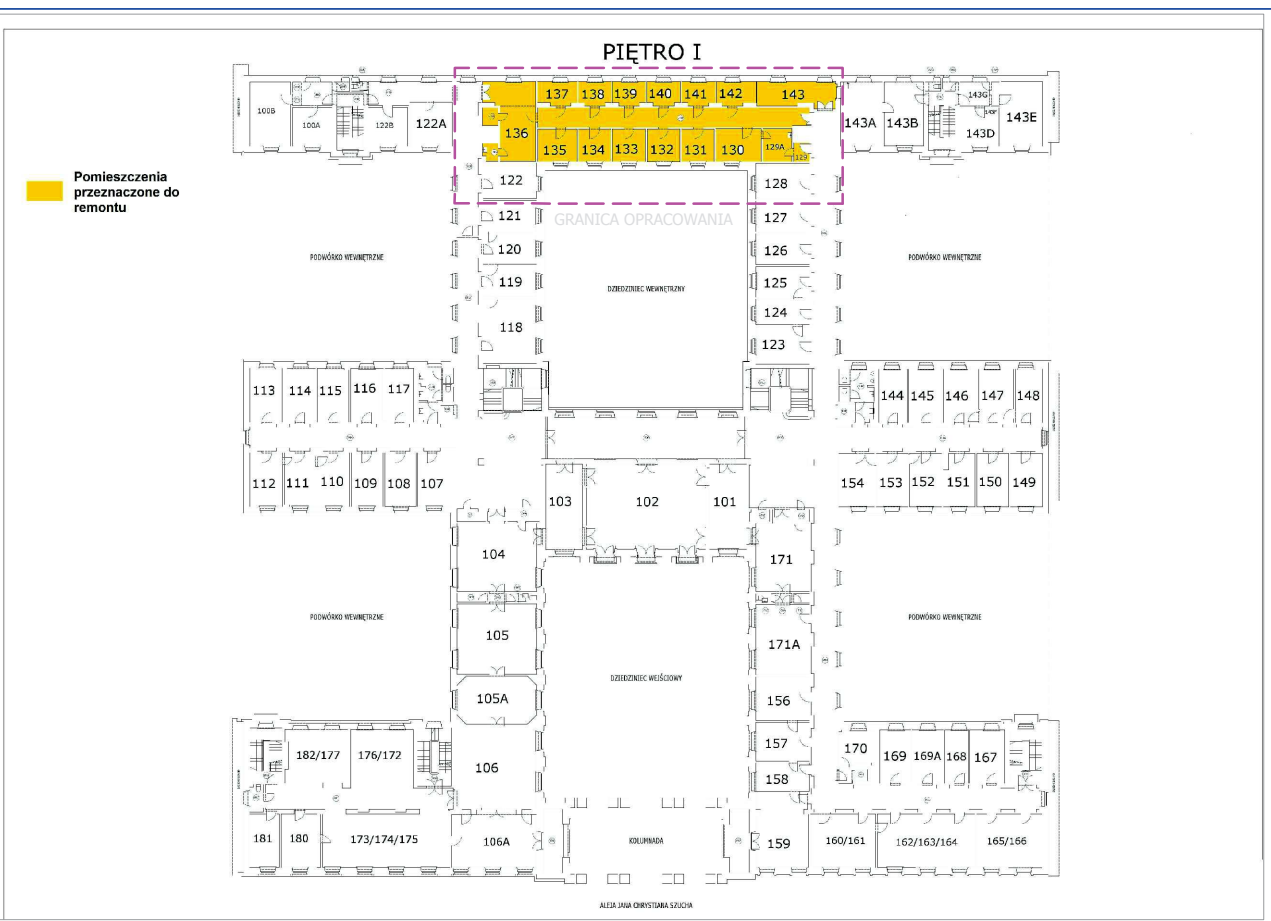 PIĘTRO I
137 138 139 140 141 142 143
100B 100A 122B 122A
136
143A 143B 143G 143D 143E
135 134 133 132 131 130 129A 129
Pomieszczenia
przeznaczone do
remontu
122 128
121 GRANICA OPRACOWANIA 127
120 126
PODWÓRKO WEWNĘTRZNE PODWÓRKO WEWNĘTRZNE
119 DZIEDZINIEC WEWNĘTRZNY 125
124
118
123
113 114 115 116 117 144 145 146 147 148
112 111 110 109 108 107 154 153 152 151 150 149
103 102 101
104 171
PODWÓRKO WEWNĘTRZNE PODWÓRKO WEWNĘTRZNE
105 171A
DZIEDZINIEC WEJŚCIOWY
105A 156
182/177 176/172 157 170 169 169A 168 167
106 158
181 180 173/174/175 106A KOLUMNADA 159 160/161 162/163/164 165/166
ALEJA JANA CHRYSTIANA SZUCHA